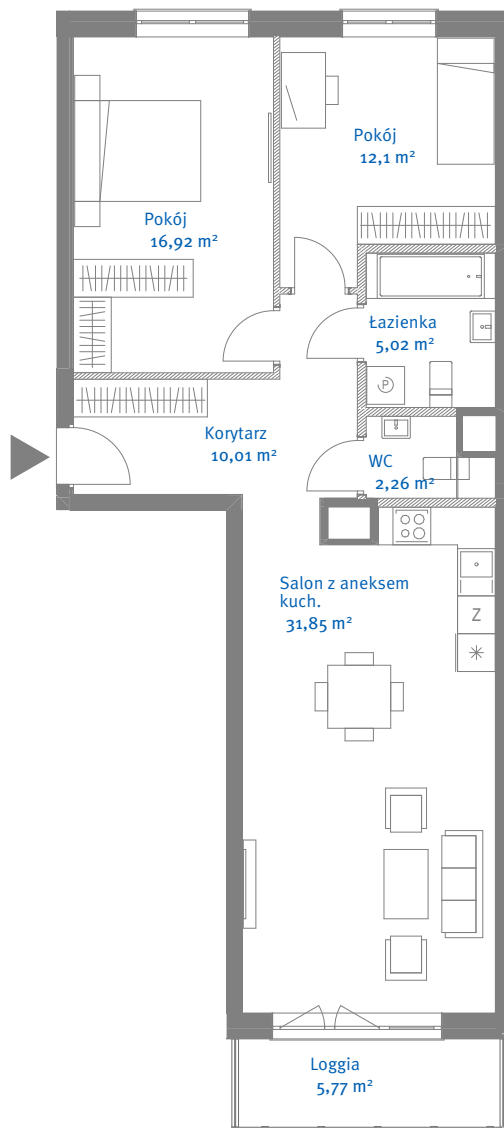 Pokój
12,1 m²
Pokój
16,92 m²
Łazienka
5,02 m²
P
Korytarz
10,01 m²
WC
2,26 m²
Salon z aneksem
kuch.
31,85 m²
Z
Loggia
5,77 m²